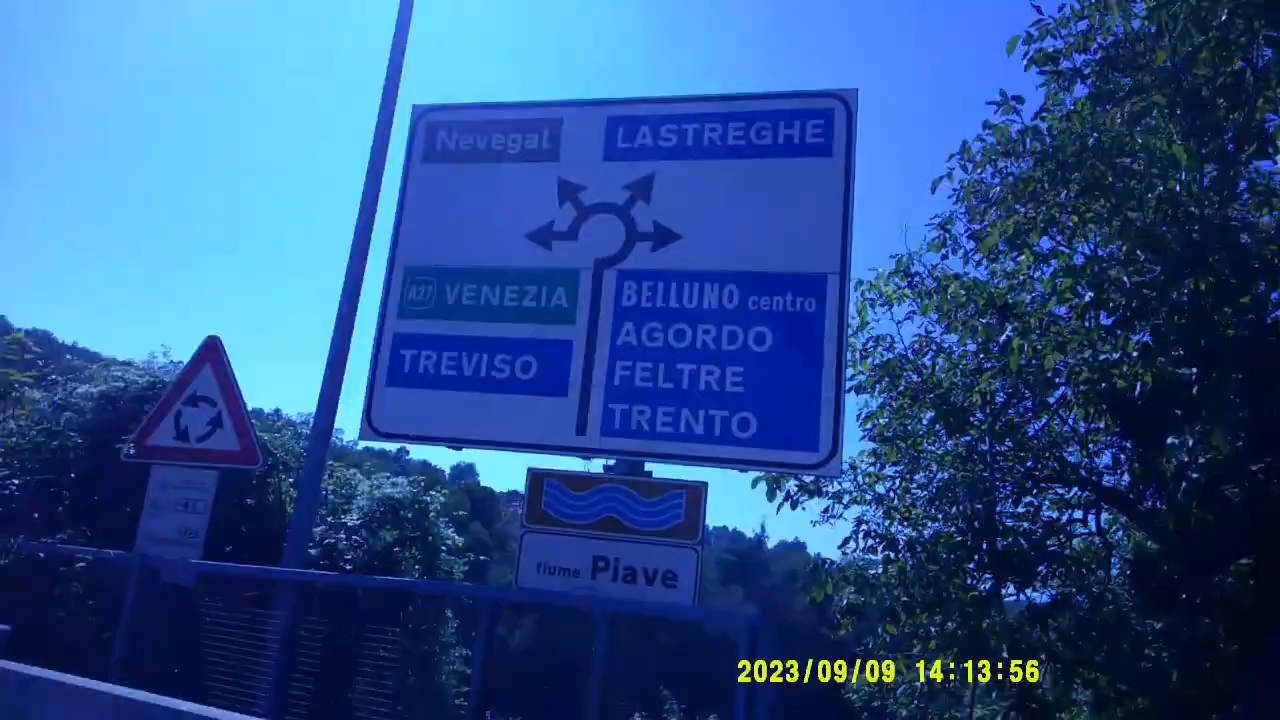 Nevegal
LASTREGHE
A27 VENEZIA
TREVISO
BELLUNO centro
AGORDO
FELTRE
TRENTO
fiume Piave
2023/09/09 14:13:56